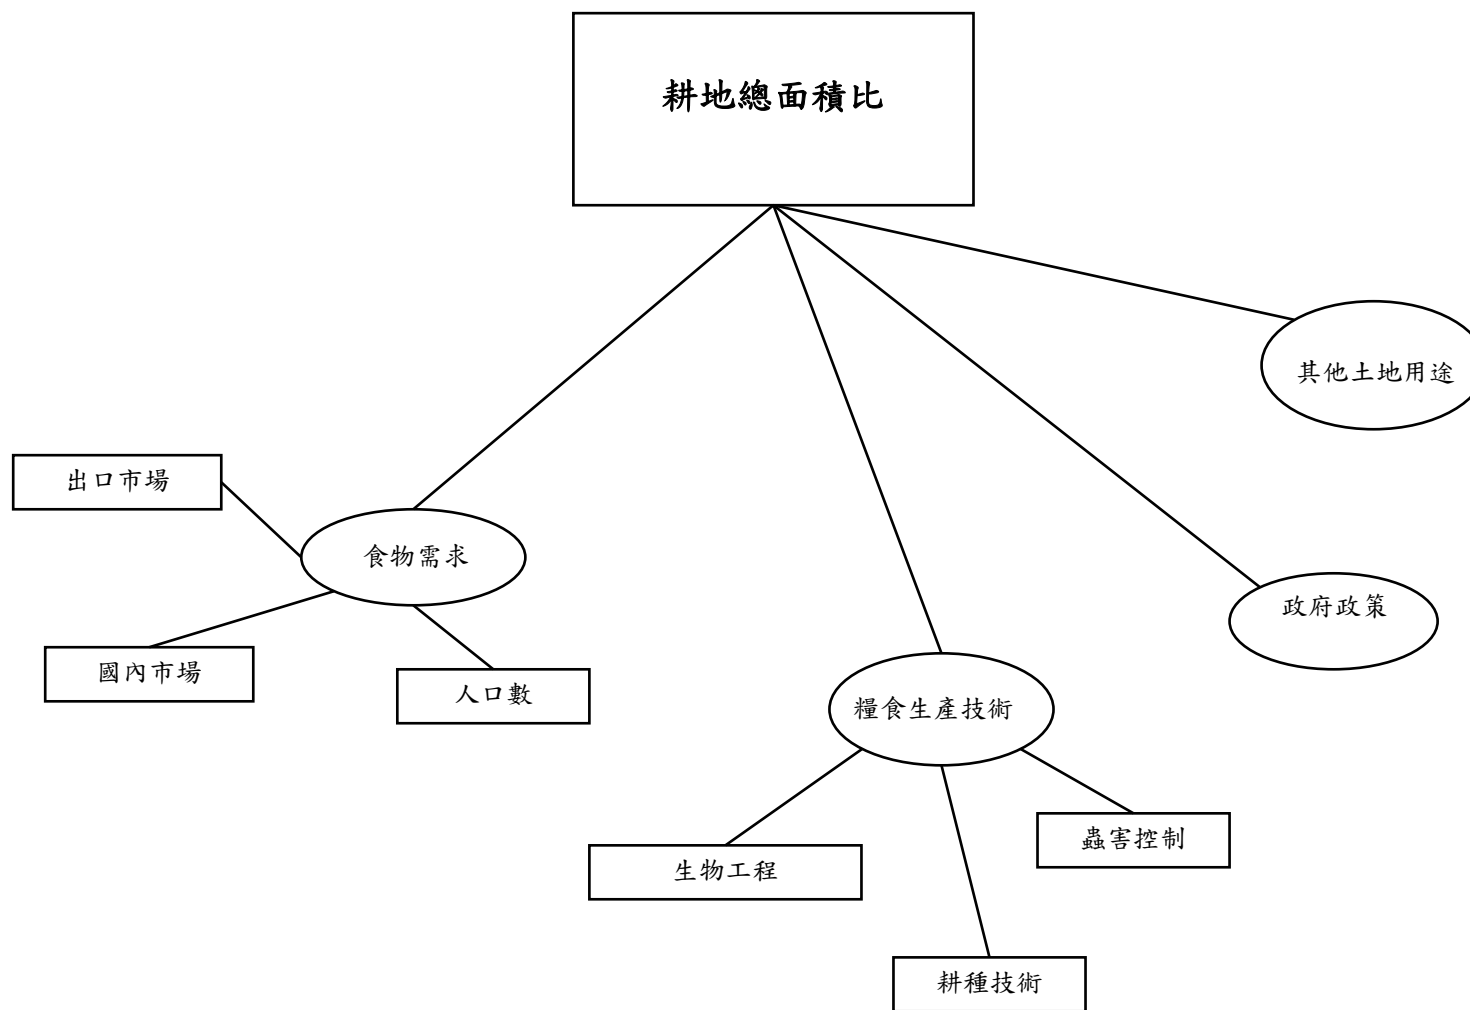 耕地總面積比
其他土地用途
出口市場
食物需求
政府政策
國內市場
人口數
糧食生產技術
蟲害控制
生物工程
耕種技術